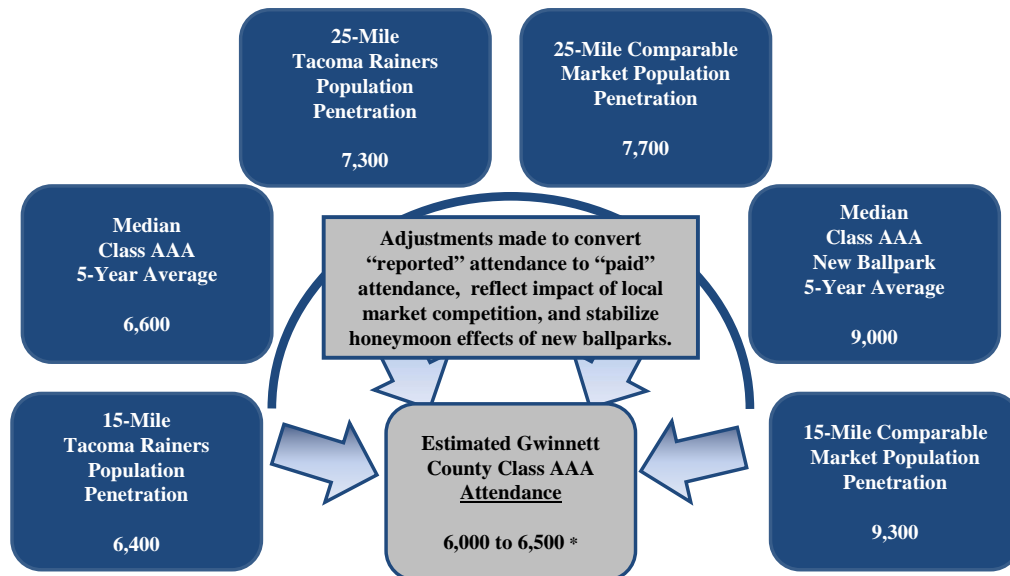 25-Mile
Tacoma Rainers
Population
Penetration
7,300
25-Mile Comparable
Market Population
Penetration
7,700
Median
Class AAA
5-Year Average
6,600
Adjustments made to convert
“reported” attendance to “paid”
attendance,  reflect impact of local
market competition, and stabilize
honeymoon effects of new ballparks.
Median
Class AAA
New Ballpark
5-Year Average
9,000
15-Mile
Tacoma Rainers
Population
Penetration
6,400
Estimated Gwinnett
County Class AAA
Attendance
6,000 to 6,500 *
15-Mile Comparable
Market Population
Penetration
9,300